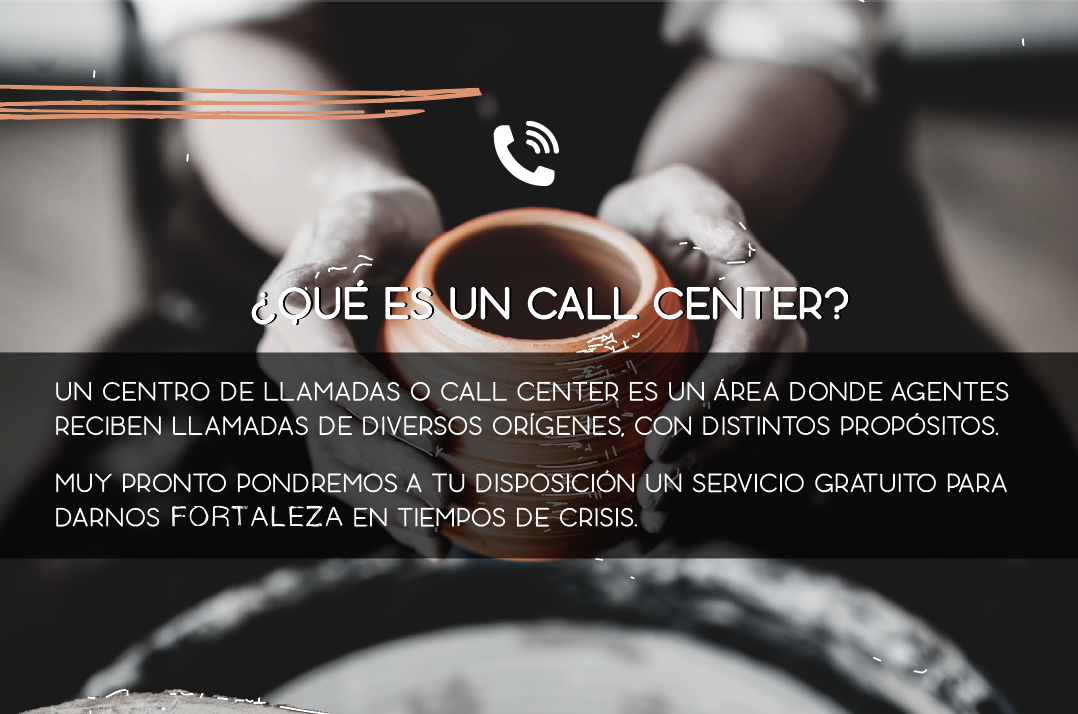 ¿QUÉ ES UN CALL CENTER?
UN CENTRO DE LLAMADAS O CALL CENTER ES UN ÁREA DONDE AGENTES
RECIBEN LLAMADAS DE DIVERSOS ORÍGENES, CON DISTINTOS PROPÓSITOS.
MUY PRONTO PONDREMOS A TU DISPOSICIÓN UN SERVICIO GRATUITO PARA
DARNOS FORTALEZA EN TIEMPOS DE CRISIS.